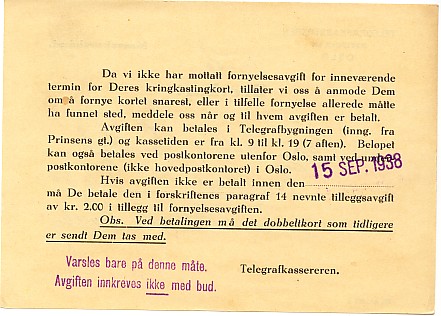 Da vi ikke har mottatt fornyelsesavgift for inneværende
termin for Deres kringkastingkort, tillater vi oss å anmode Dem
om å fornye kortet snarest, eller i tilfelle fornyelse allerede måtte
ha funnet sted, meddele oss når og til hvem avgiften er betalt.
Avgiften kan betales i Telegrafbygningen (inng. fra
Prinsens gt.) og kassetiden er fra kl. 9 til kl. 19 (7 aften). Beløpet
kan også betales ved postkontorene utenfor Oslo, samt ved
postkontorene (ikke hovedpostkontoret) i Oslo.
15 SEP. 1938
Hvis avgiften ikke er betalt innen den
må De betale den i forskriftenes paragraf 14 nevnte tilleggsavgift
av kr. 2.00 i tillegg til fornyelsesavgiften.
Obs. Ved betalingen må det dobbeltkort som tidligere
er sendt Dem tas med.
Varsles bare på denne måte.
Avgiften innkreves ikke med bud.
Telegrafkassereren.